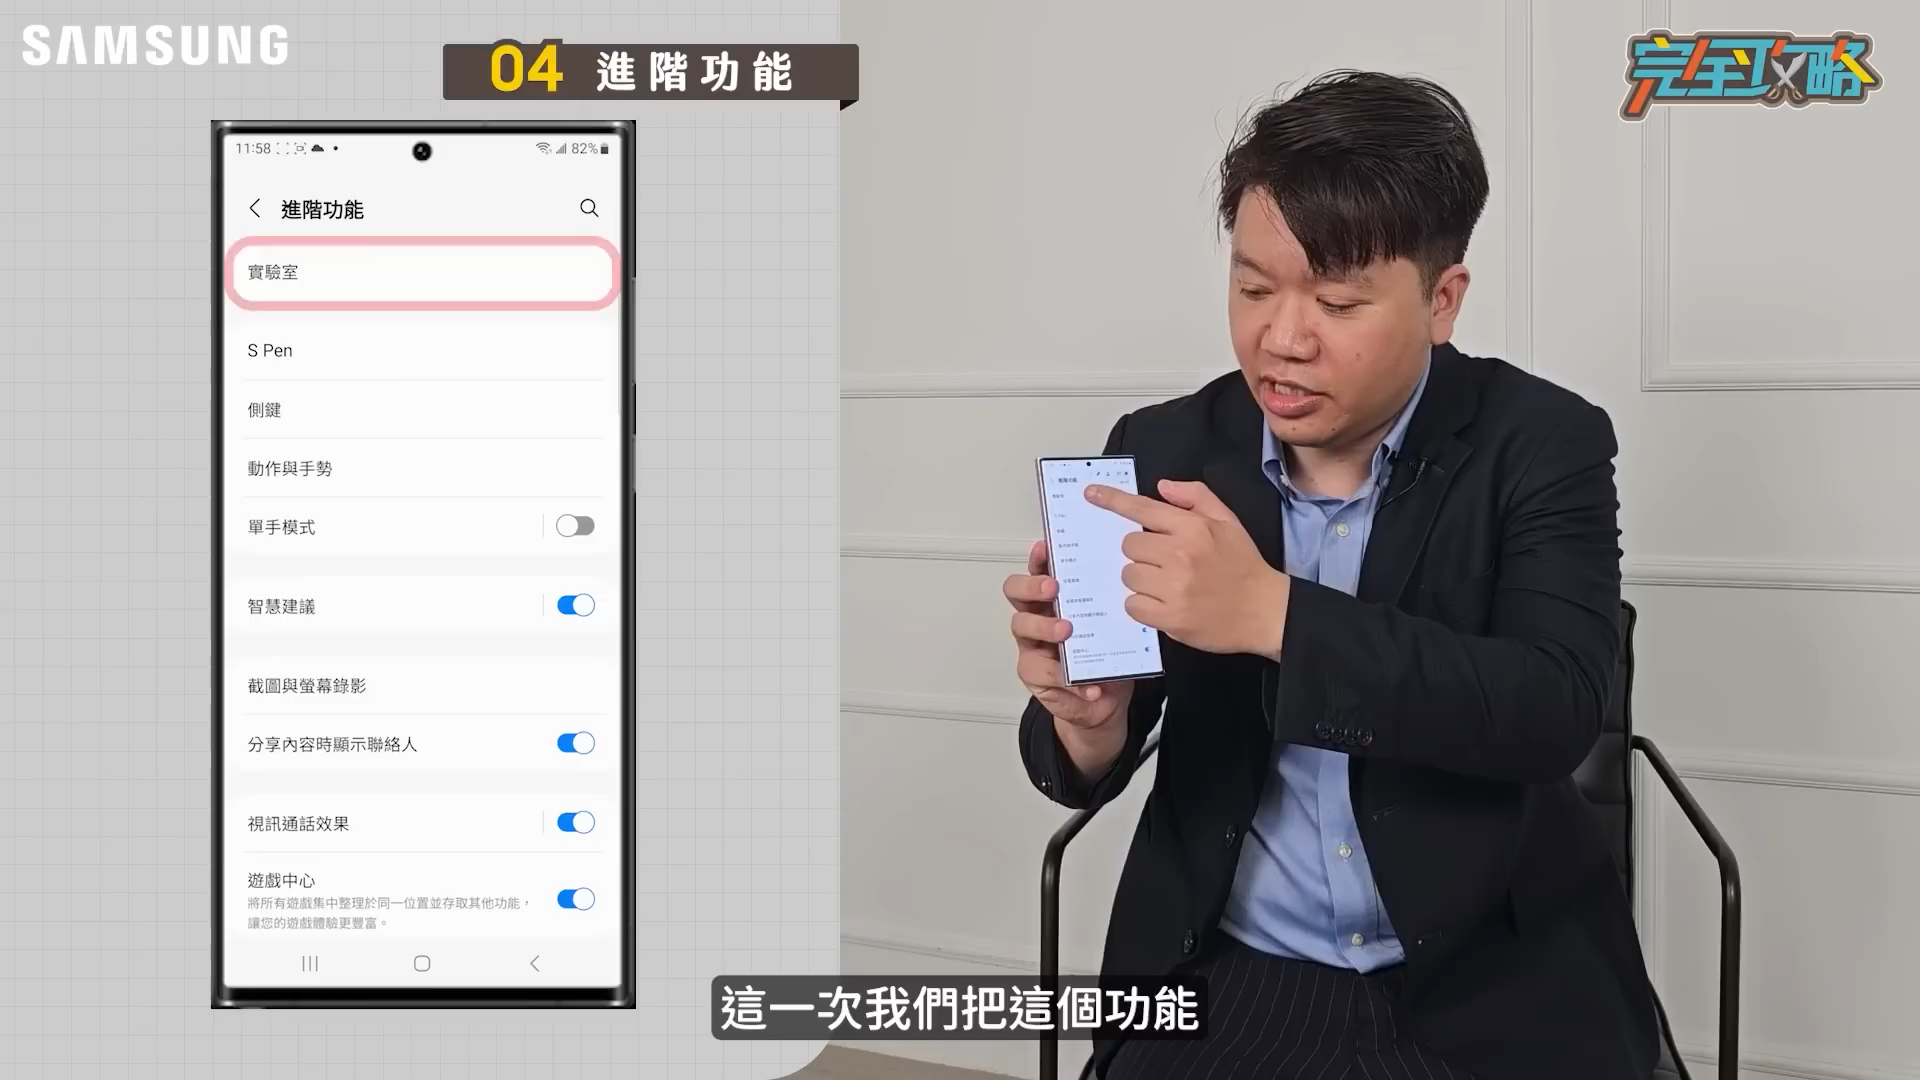 SAMSUNG
04 進階功能
完全攻略
11:58
82%
進階功能
實驗室
S Pen
側鍵
動作與手勢
單手模式
智慧建議
截圖與螢幕錄影
分享內容時顯示聯絡人
視訊通話效果
遊戲中心
將所有遊戲集中整理於同一位置並存取其他功能，
讓您的遊戲體驗更豐富。
這一次我們把這個功能